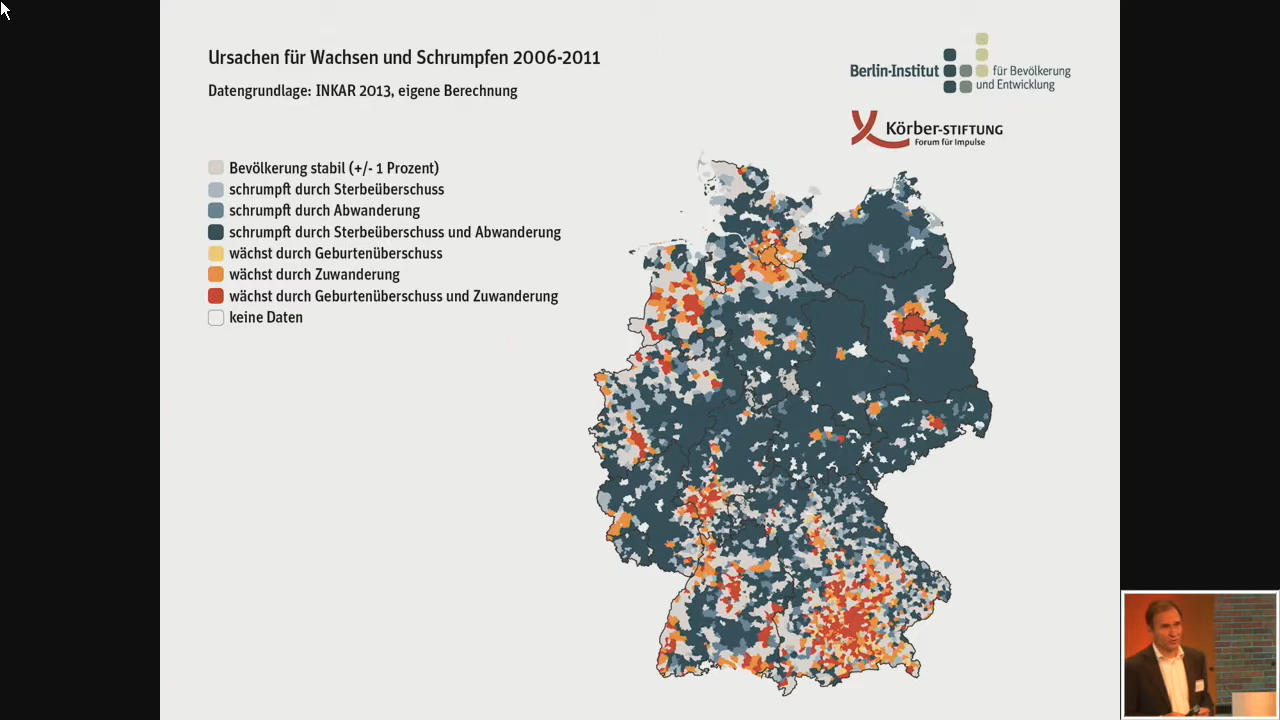 Ursachen für Wachsen und Schrumpfen 2006-2011
Datengrundlage: INKAR 2013, eigene Berechnung
Berlin-Institut für Bevölkerung
und Entwicklung
Körber-STIFTUNG
Forum für Impulse
Bevölkerung stabil (+/- 1 Prozent)
schrumpft durch Sterbeüberschuss
schrumpft durch Abwanderung
schrumpft durch Sterbeüberschuss und Abwanderung
wächst durch Geburtenüberschuss
wächst durch Zuwanderung
wächst durch Geburtenüberschuss und Zuwanderung
keine Daten